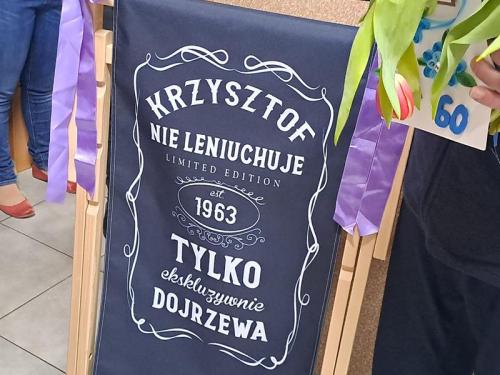 KRZYSZTOF
NIE LENIUCHUJE
LIMITED EDITION
est.
1963
TYLKO
ekskluzywnie
DOJRZEWA
60